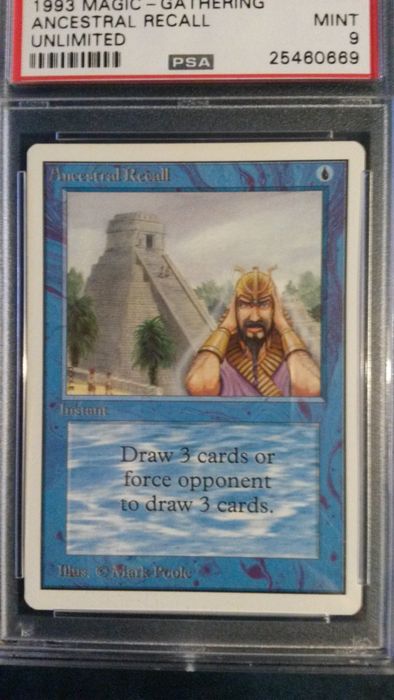 1993 MAGIC - GATHERING
ANCESTRAL RECALL MINT
UNLIMITED 9
PSA 25460669
Ancestral Recall
Instant
Draw 3 cards or
force opponent
to draw 3 cards.
Illus. © Mark Poole